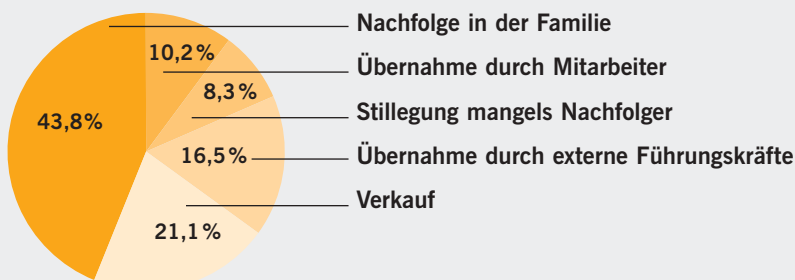 Nachfolge in der Familie
10,2%
Übernahme durch Mitarbeiter
8,3%
Stillegung mangels Nachfolger
43,8%
16,5%
Übernahme durch externe Führungskräfte
Verkauf
21,1%